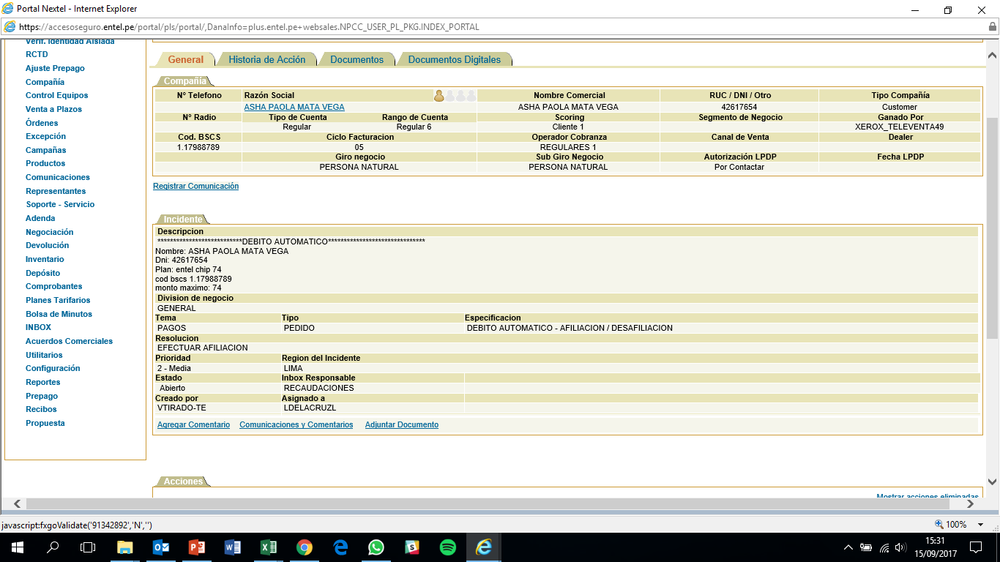 Portal Nextel - Internet Explorer
https://accesoseguro.entel.pe/portal/pls/portal/,DanaInfo=plus.entel.pe+websales.NPCC_USER_PL_PKG.INDEX_PORTAL
Verif. Identidad Aislada
RCTD
Ajuste Prepago
Compañía
Control Equipos
Venta a Plazos
Órdenes
Excepción
Campañas
Productos
Comunicaciones
Representantes
Soporte - Servicio
Adenda
Negociación
Devolución
Inventario
Depósito
Comprobantes
Planes Tarifarios
Bolsa de Minutos
INBOX
Acuerdos Comerciales
Utilitarios
Configuración
Reportes
Prepago
Recibos
Propuesta
General Historia de Acción Documentos Documentos Digitales
Compañía
Nº Telefono Razón Social Nombre Comercial RUC / DNI / Otro Tipo Compañía
ASHA PAOLA MATA VEGA ASHA PAOLA MATA VEGA 42617654 Customer
Nº Radio Tipo de Cuenta Rango de Cuenta Scoring Segmento de Negocio Ganado Por
Regular Regular 6 Cliente 1 XEROX_TELEVENTA49
Cod. BSCS Ciclo Facturacion Operador Cobranza Canal de Venta Dealer
1.17988789 05 REGULARES 1
Giro negocio Sub Giro Negocio Autorización LPDP Fecha LPDP
PERSONA NATURAL PERSONA NATURAL Por Contactar
Registrar Comunicación
Incidente
Descripcion
***************************DEBITO AUTOMATICO*******************************
Nombre: ASHA PAOLA MATA VEGA
Dni: 42617654
Plan: entel chip 74
cod bscs 1.17988789
monto maximo: 74
Division de negocio
GENERAL
Tema Tipo Especificacion
PAGOS PEDIDO DEBITO AUTOMATICO - AFILIACION / DESAFILIACION
Resolucion
EFECTUAR AFILIACION
Prioridad Region del Incidente
2 - Media LIMA
Estado Inbox Responsable
Abierto RECAUDACIONES
Creado por Asignado a
VTIRADO-TE LDELACRUZL
Agregar Comentario Comunicaciones y Comentarios Adjuntar Documento
Acciones
Mostrar acciones eliminadas
javascript:fxgoValidate('91342892','N','')
100%
15:31
15/09/2017